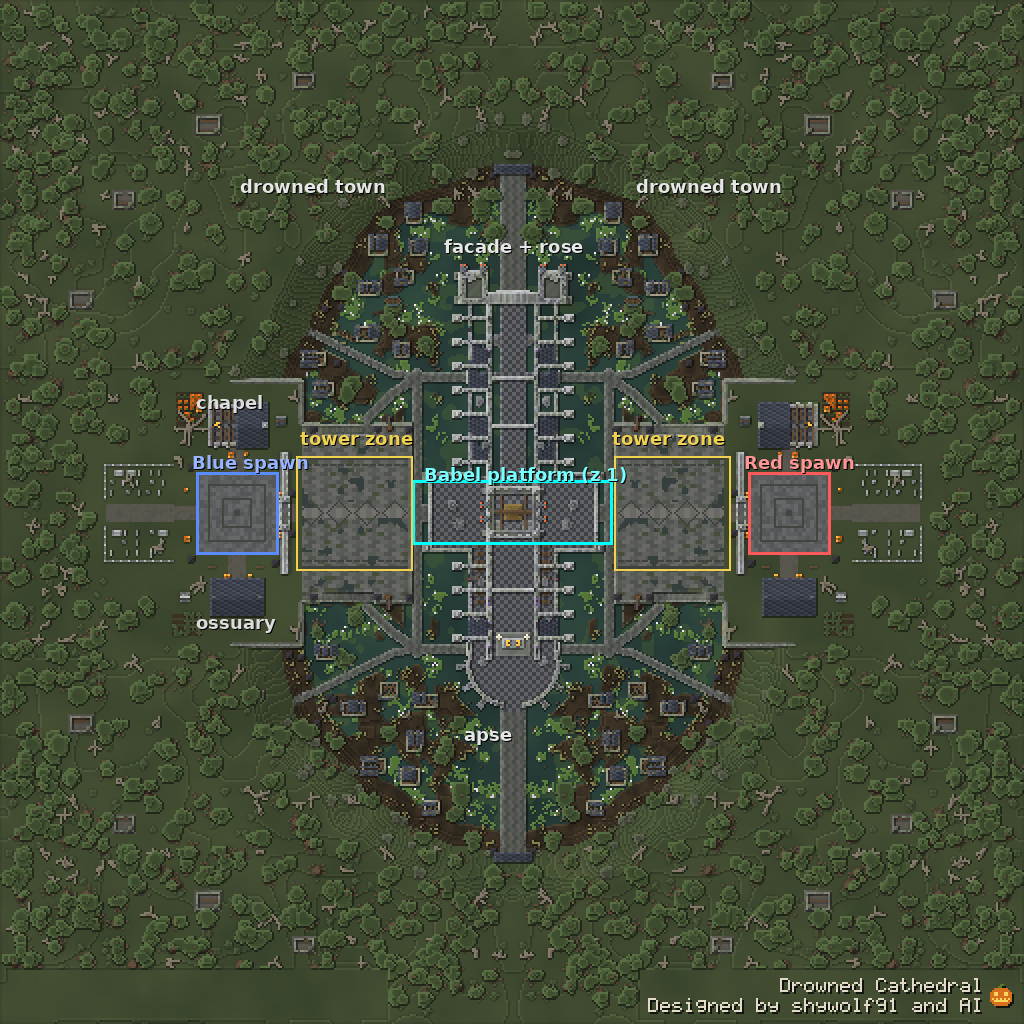 drowned town drowned town
facade + rose
chapel
tower zone tower zone
Blue spawn Babel platform (z 1) Red spawn
ossuary
apse
Drowned Cathedral
Designed by shywolf91 and AI